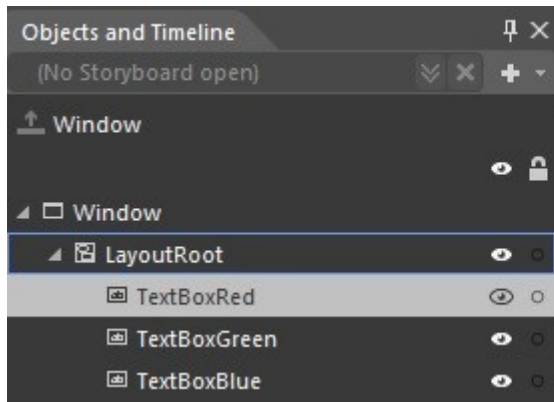 Objects and Timeline
(No Storyboard open)
Window
Window
LayoutRoot
TextBoxRed
TextBoxGreen
TextBoxBlue